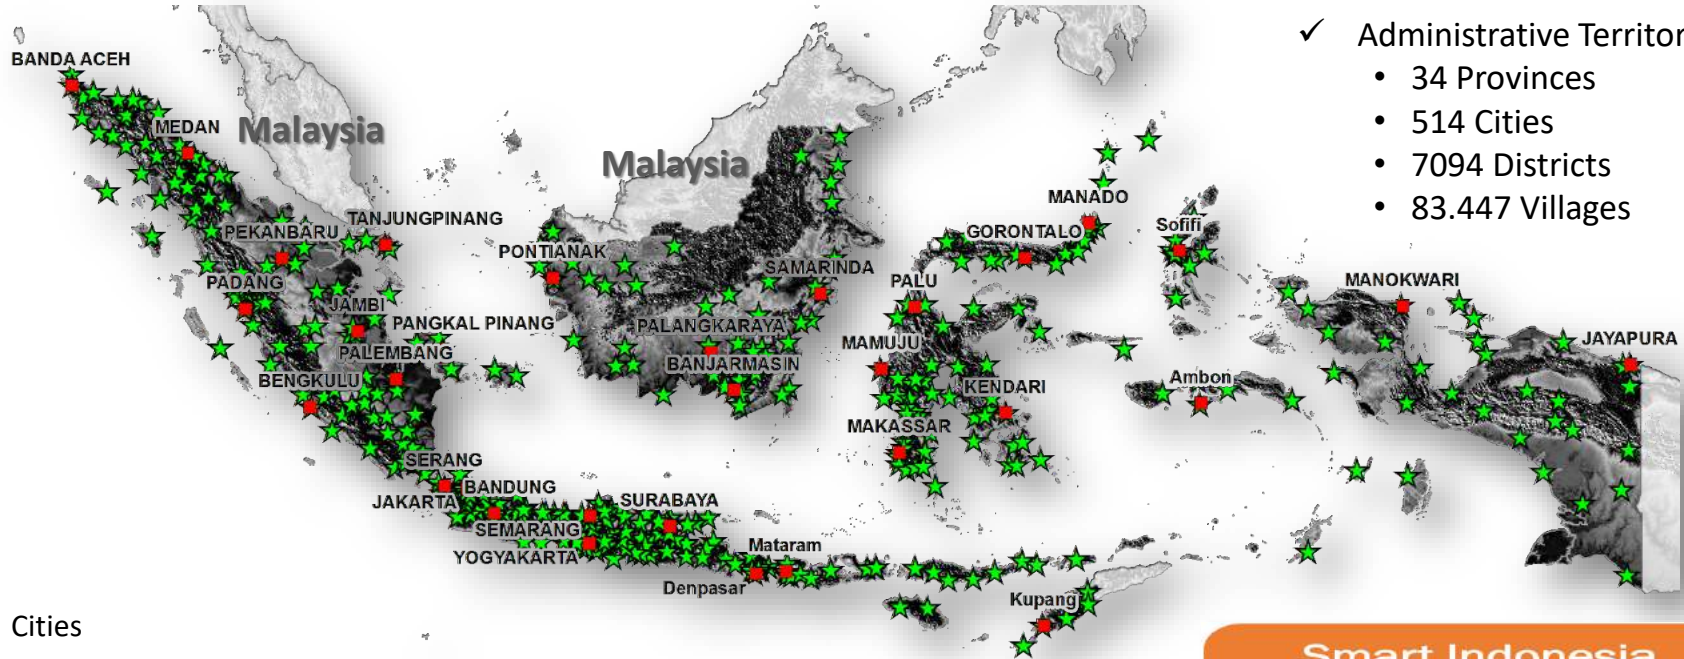 ✓ Administrative Territor
• 34 Provinces
• 514 Cities
• 7094 Districts
• 83.447 Villages
BANDA ACEH
MEDAN
Malaysia
Malaysia
MANADO
TANJUNGPINANG
PEKANBARU
PONTIANAK
GORONTALO
Sofifi
SAMARINDA
PADANG
PALU
MANOKWARI
JAMBI
PANGKAL PINANG
PALANGKARAYA
MAMUJU
JAYAPURA
PALEMBANG
BANJARMASIN
BENGKULU
KENDARI
Ambon
MAKASSAR
SERANG
JAKARTA
BANDUNG
SURABAYA
SEMARANG
YOGYAKARTA
Mataram
Denpasar
Kupang
Cities
Smart Indonesia